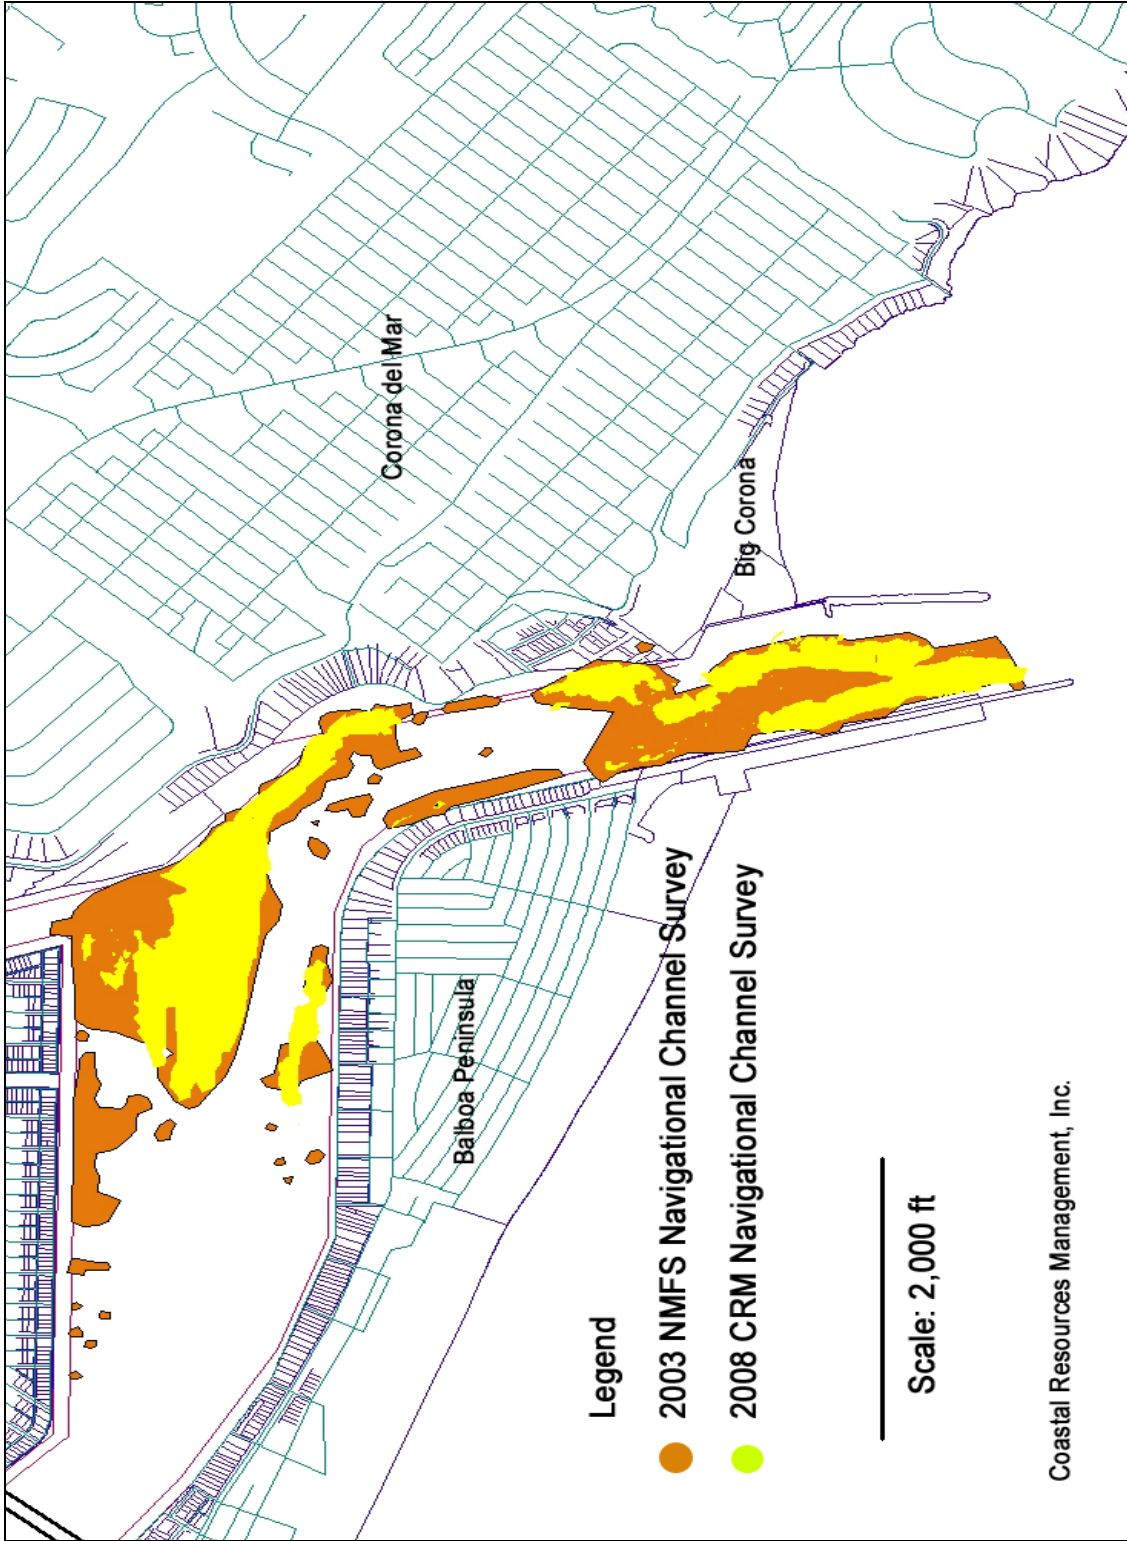 Corona del Mar
Big Corona
Balboa Peninsula
Legend
2003 NMFS Navigational Channel Survey
2008 CRM Navigational Channel Survey
Scale: 2,000 ft
Coastal Resources Management, Inc.